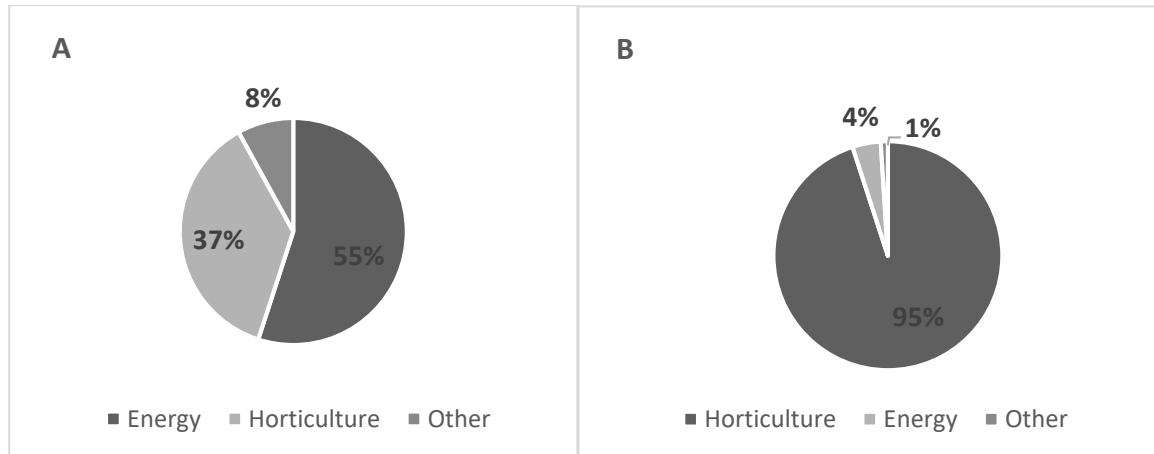 A
8%
37%
55%
Energy Horticulture Other
B
4%
1%
95%
Horticulture Energy Other